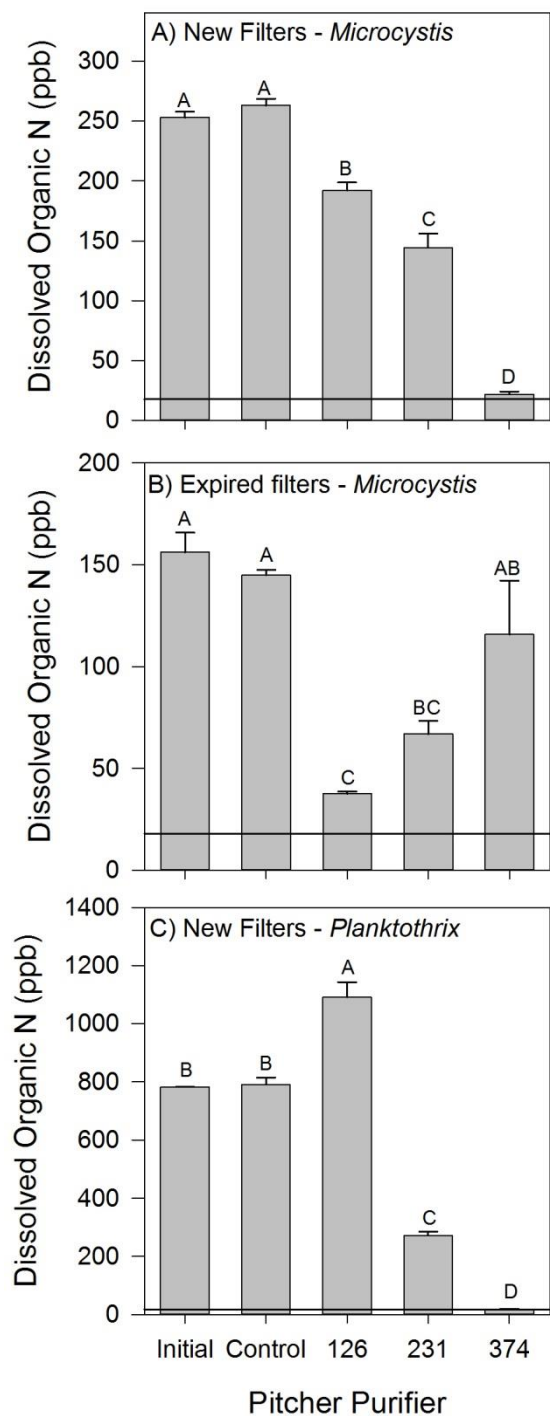 A) New Filters - Microcystis
Dissolved Organic N (ppb)
300
250
200
150
100
50
0
A
A
B
C
D
B) Expired filters - Microcystis
Dissolved Organic N (ppb)
200
150
100
50
0
A
A
C
BC
AB
C) New Filters - Planktothrix
Dissolved Organic N (ppb)
1400
1200
1000
800
600
400
200
0
B
B
A
C
D
Initial Control 126 231 374
Pitcher Purifier